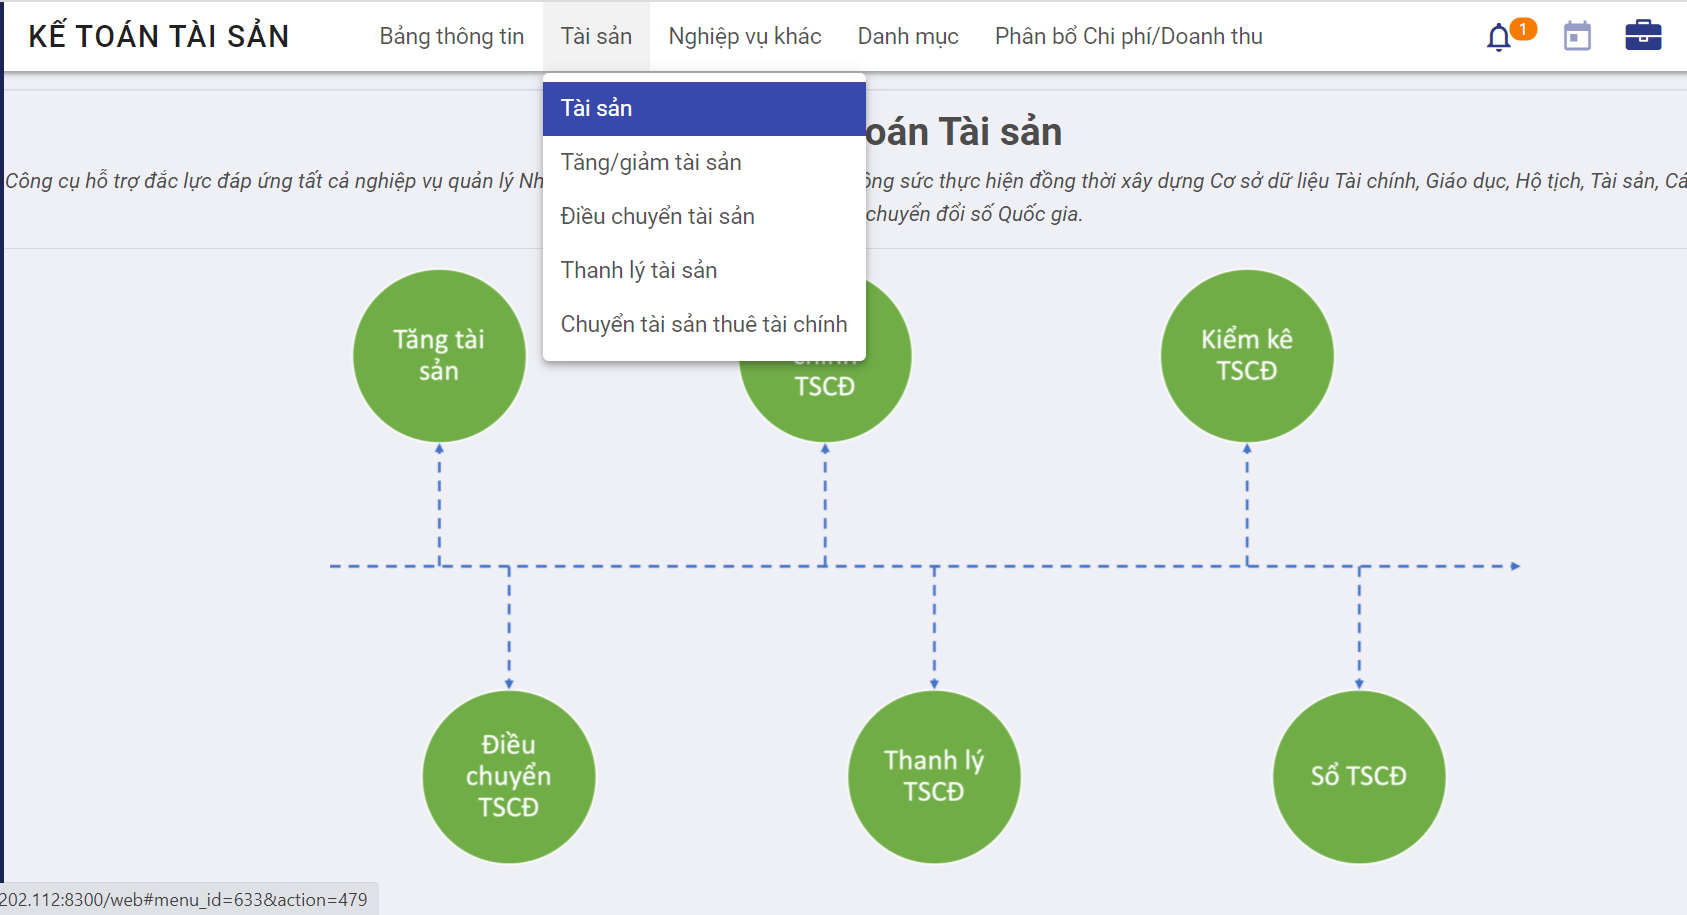 KẾ TOÁN TÀI SẢN
Bảng thông tin
Tài sản
Nghiệp vụ khác
Danh mục
Phân bổ Chi phí/Doanh thu
1
Tài sản
Tăng/giảm tài sản
Điều chuyển tài sản
Thanh lý tài sản
Chuyển tài sản thuê tài chính
oán Tài sản
Công cụ hỗ trợ đắc lực đáp ứng tất cả nghiệp vụ quản lý Nh
ông sức thực hiện đồng thời xây dựng Cơ sở dữ liệu Tài chính, Giáo dục, Hộ tịch, Tài sản, Cá
chuyển đổi số Quốc gia.
Tăng tài
sản
TSCĐ
Kiểm kê
TSCĐ
Điều
chuyển
TSCĐ
Thanh lý
TSCĐ
Sổ TSCĐ
202.112:8300/web#menu_id=633&action=479